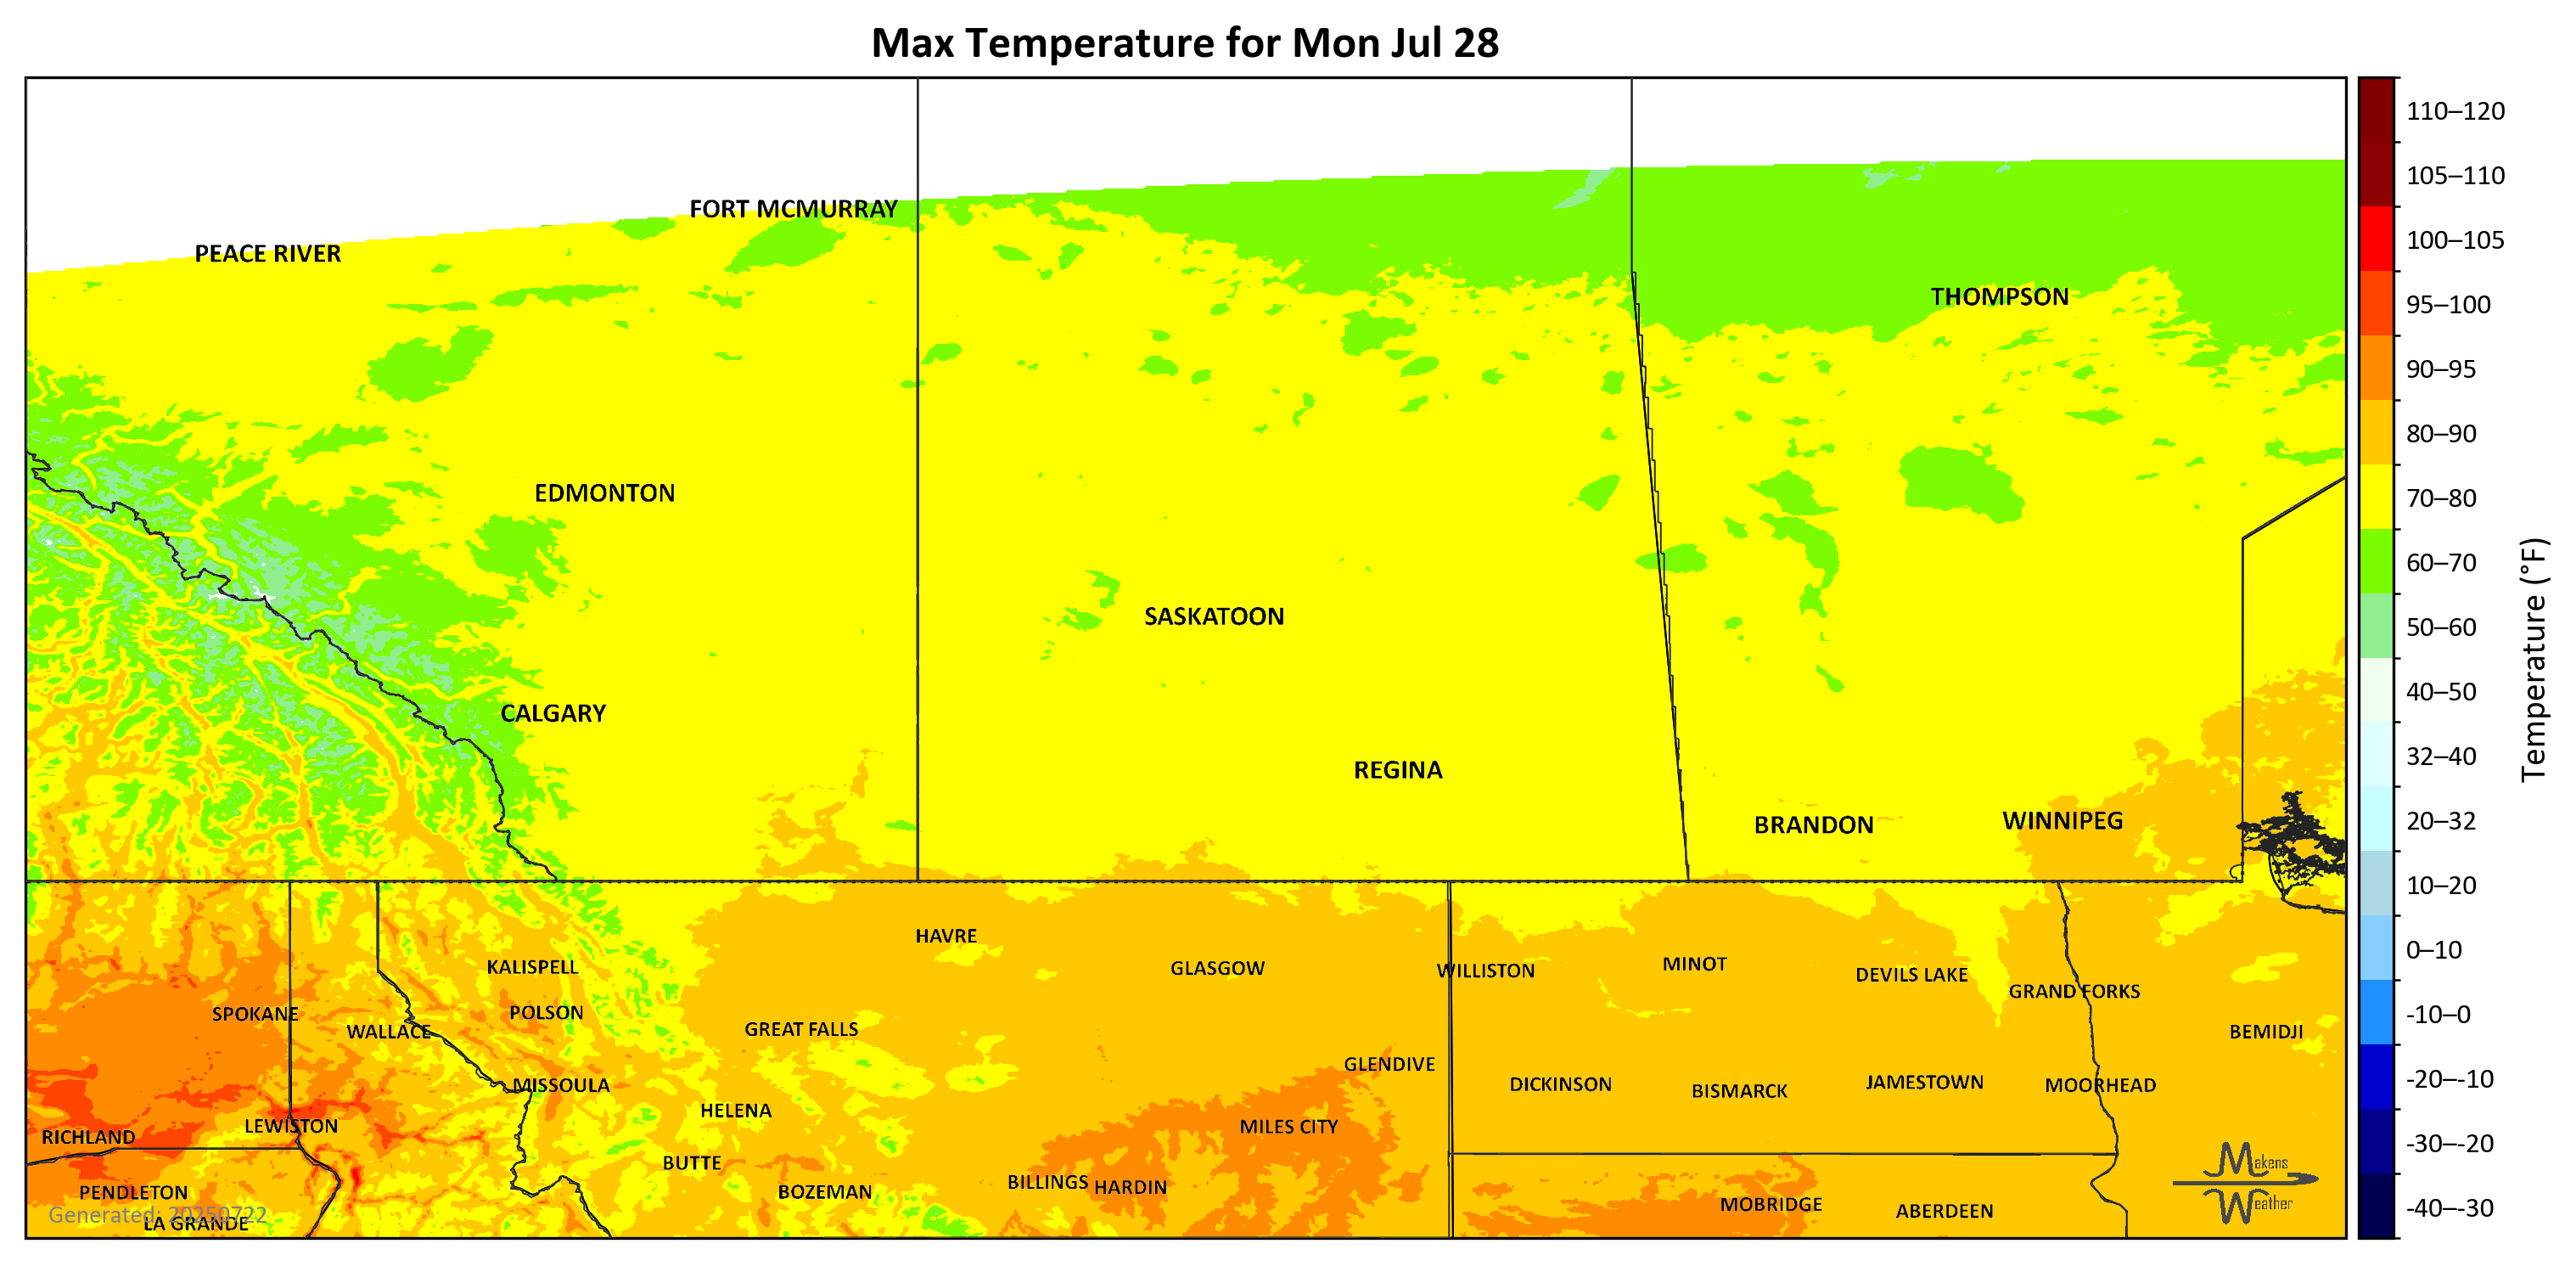 Max Temperature for Mon Jul 28
FORT MCMURRAY
PEACE RIVER
THOMPSON
EDMONTON
SASKATOON
CALGARY
REGINA
BRANDON
WINNIPEG
HAVRE
KALISPELL
GLASGOW
WILLISTON
MINOT
DEVILS LAKE
GRAND FORKS
SPOKANE
POLSON
WALLACE
GREAT FALLS
BEMIDJI
GLENDIVE
MISSOULA
DICKINSON
BISMARCK
JAMESTOWN
MOORHEAD
HELENA
LEWISTON
MILES CITY
RICHLAND
BUTTE
BILLINGS
HARDIN
PENDLETON
BOZEMAN
MOBRIDGE
ABERDEEN
Generated: 20250722
LA GRANDE
Makens
Weather
110–120
105–110
100–105
95–100
90–95
80–90
70–80
60–70
50–60
40–50
32–40
20–32
10–20
0–10
-10–0
-20–-10
-30–-20
-40–-30
Temperature (°F)